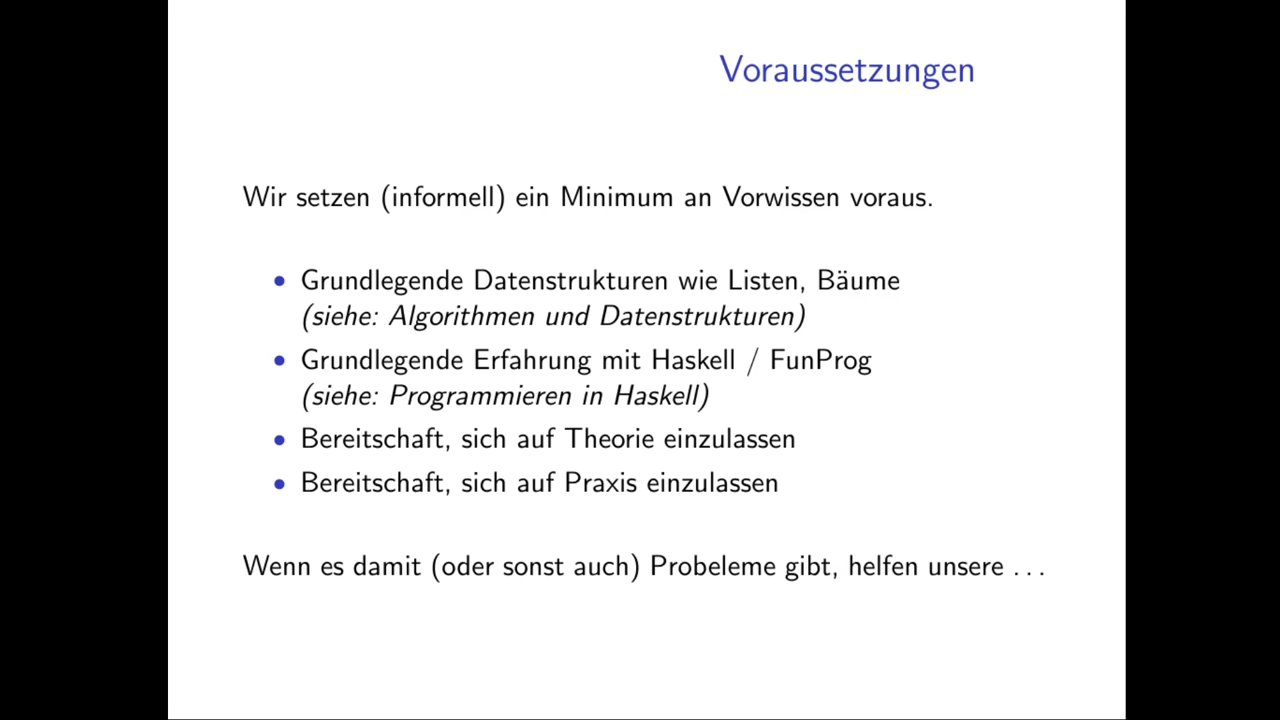 Voraussetzungen
Wir setzen (informell) ein Minimum an Vorwissen voraus.
• Grundlegende Datenstrukturen wie Listen, Bäume
(siehe: Algorithmen und Datenstrukturen)
• Grundlegende Erfahrung mit Haskell / FunProg
(siehe: Programmieren in Haskell)
• Bereitschaft, sich auf Theorie einzulassen
• Bereitschaft, sich auf Praxis einzulassen
Wenn es damit (oder sonst auch) Probeleme gibt, helfen unsere ...